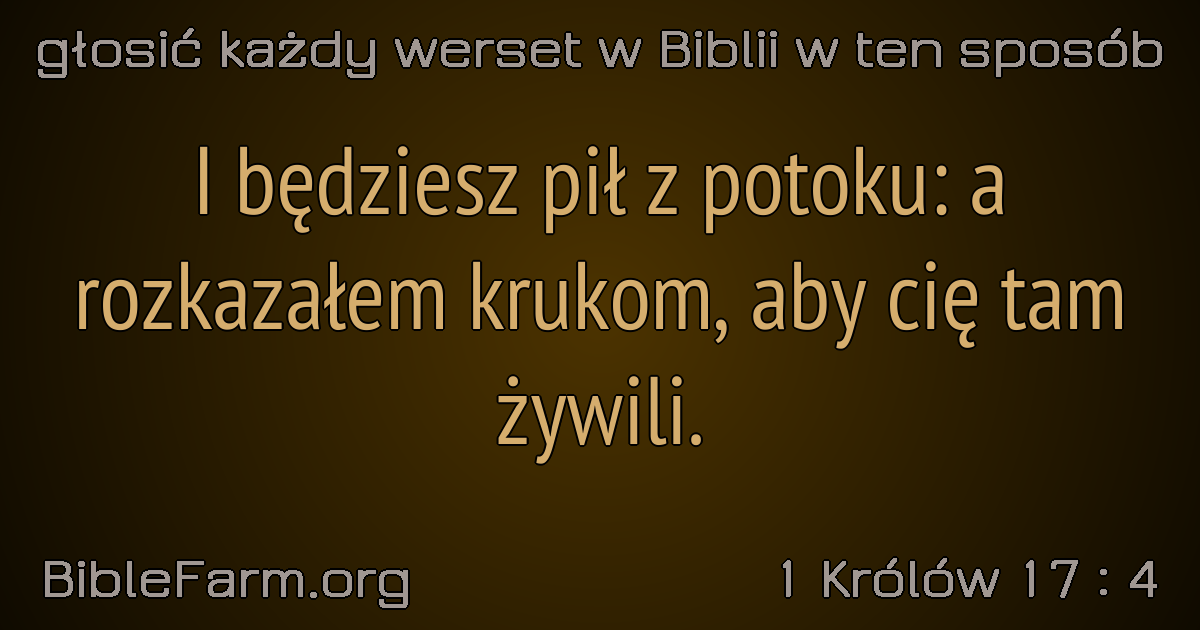 głosić każdy werset w Biblii w ten sposób
I będziesz pił z potoku: a
rozkazałem krukom, aby cię tam
żywili.
BibleFarm.org
1 Królów 17 : 4